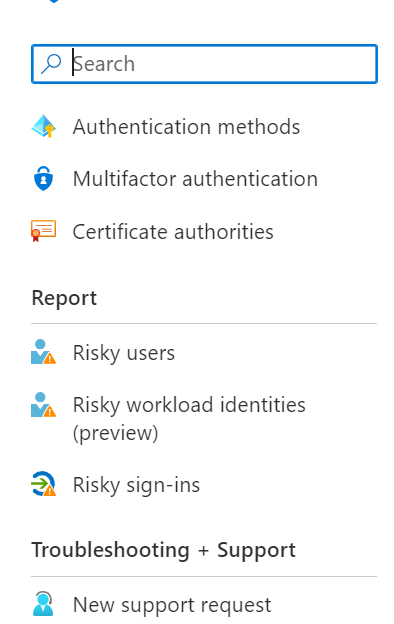 Search
Authentication methods
Multifactor authentication
Certificate authorities
Report
Risky users
Risky workload identities
(preview)
Risky sign-ins
Troubleshooting + Support
New support request